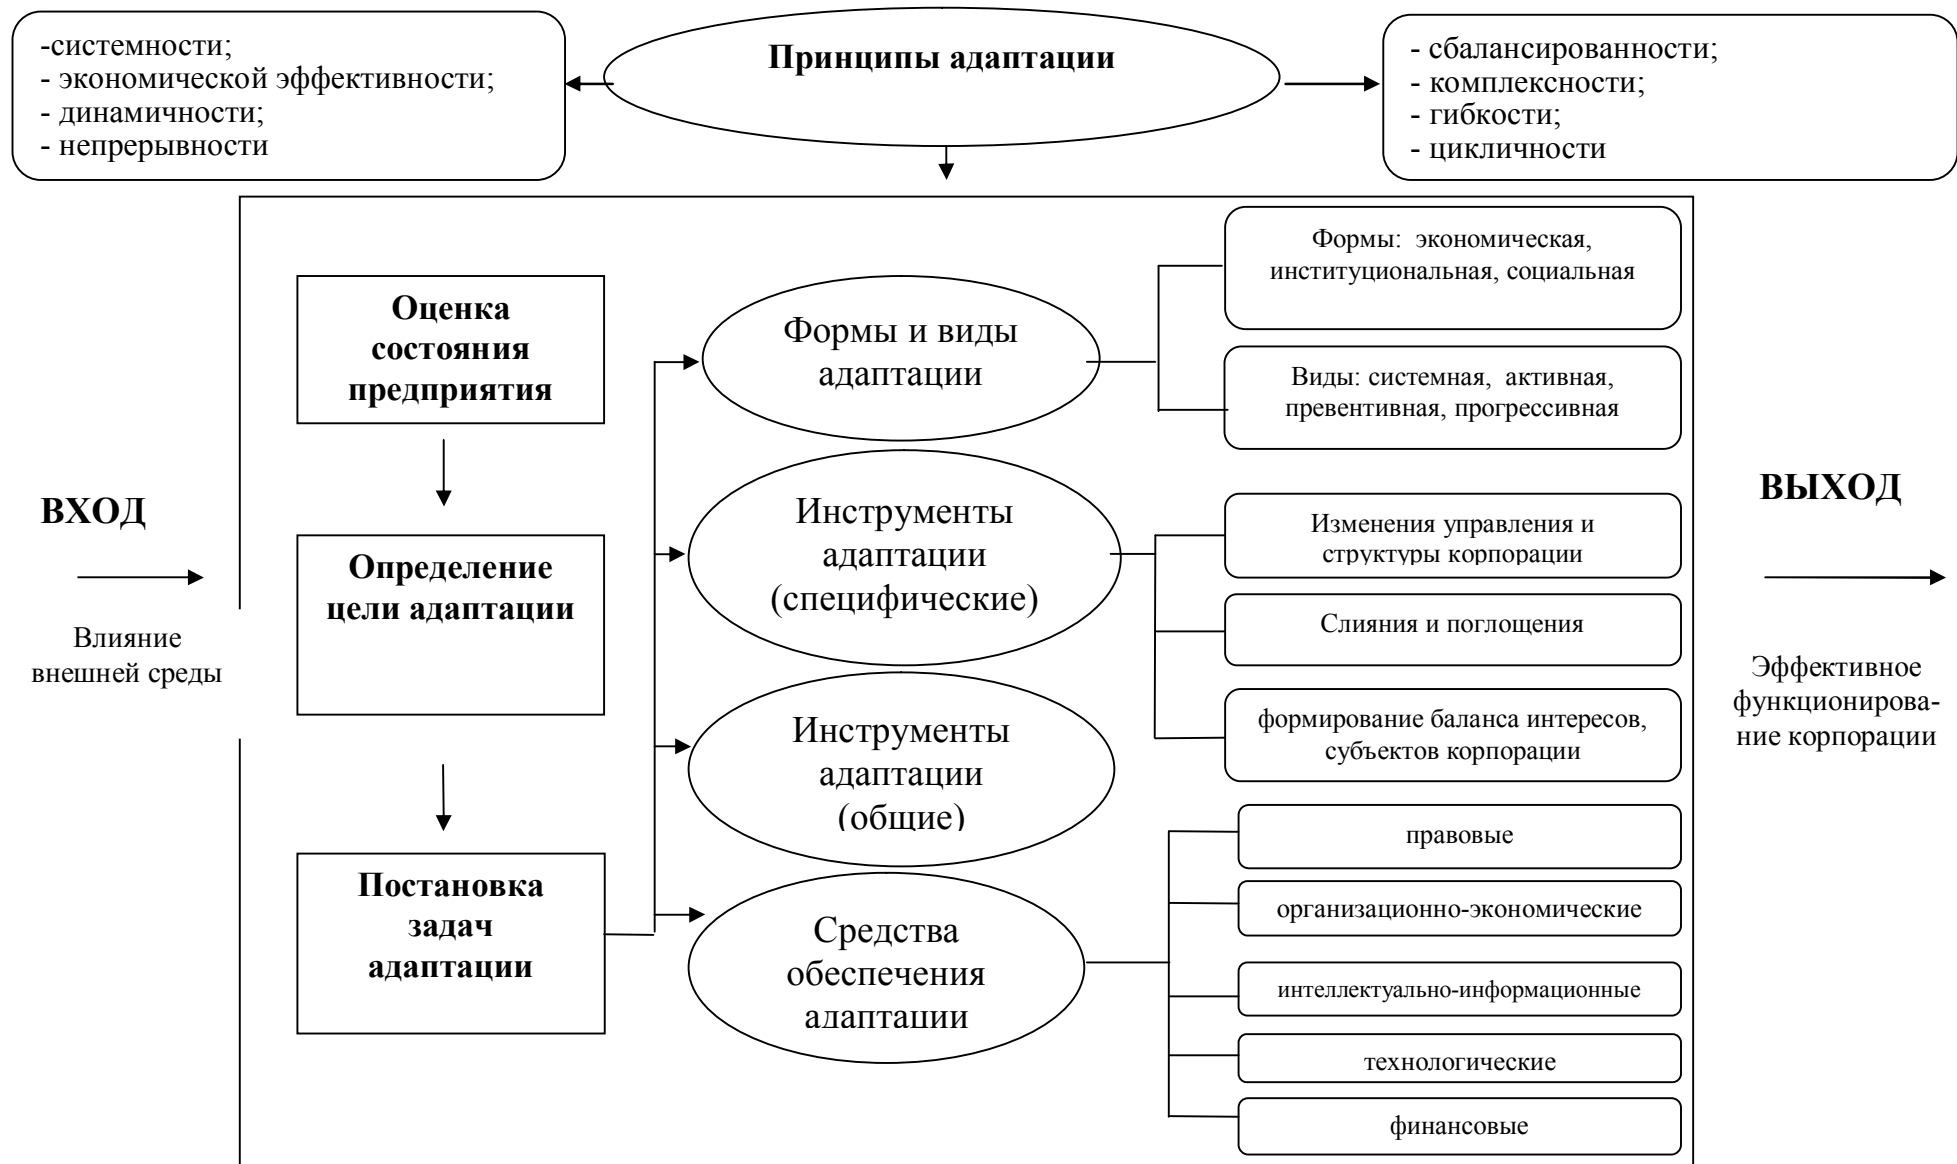 Принципы адаптации
-системности;
- экономической эффективности;
- динамичности;
- непрерывности
- сбалансированности;
- комплексности;
- гибкости;
- цикличности
ВХОД
Влияние
внешней среды
Оценка
состояния
предприятия
Определение
цели адаптации
Постановка
задач
адаптации
Формы и виды
адаптации
Формы: экономическая,
институциональная, социальная
Виды: системная, активная,
превентивная, прогрессивная
Инструменты
адаптации
(специфические)
Изменения управления и
структуры корпорации
Слияния и поглощения
формирование баланса интересов,
субъектов корпорации
Инструменты
адаптации
(общие)
Средства
обеспечения
адаптации
правовые
организационно-экономические
интеллектуально-информационные
технологические
финансовые
ВЫХОД
Эффективное
функционирова-
ние корпорации